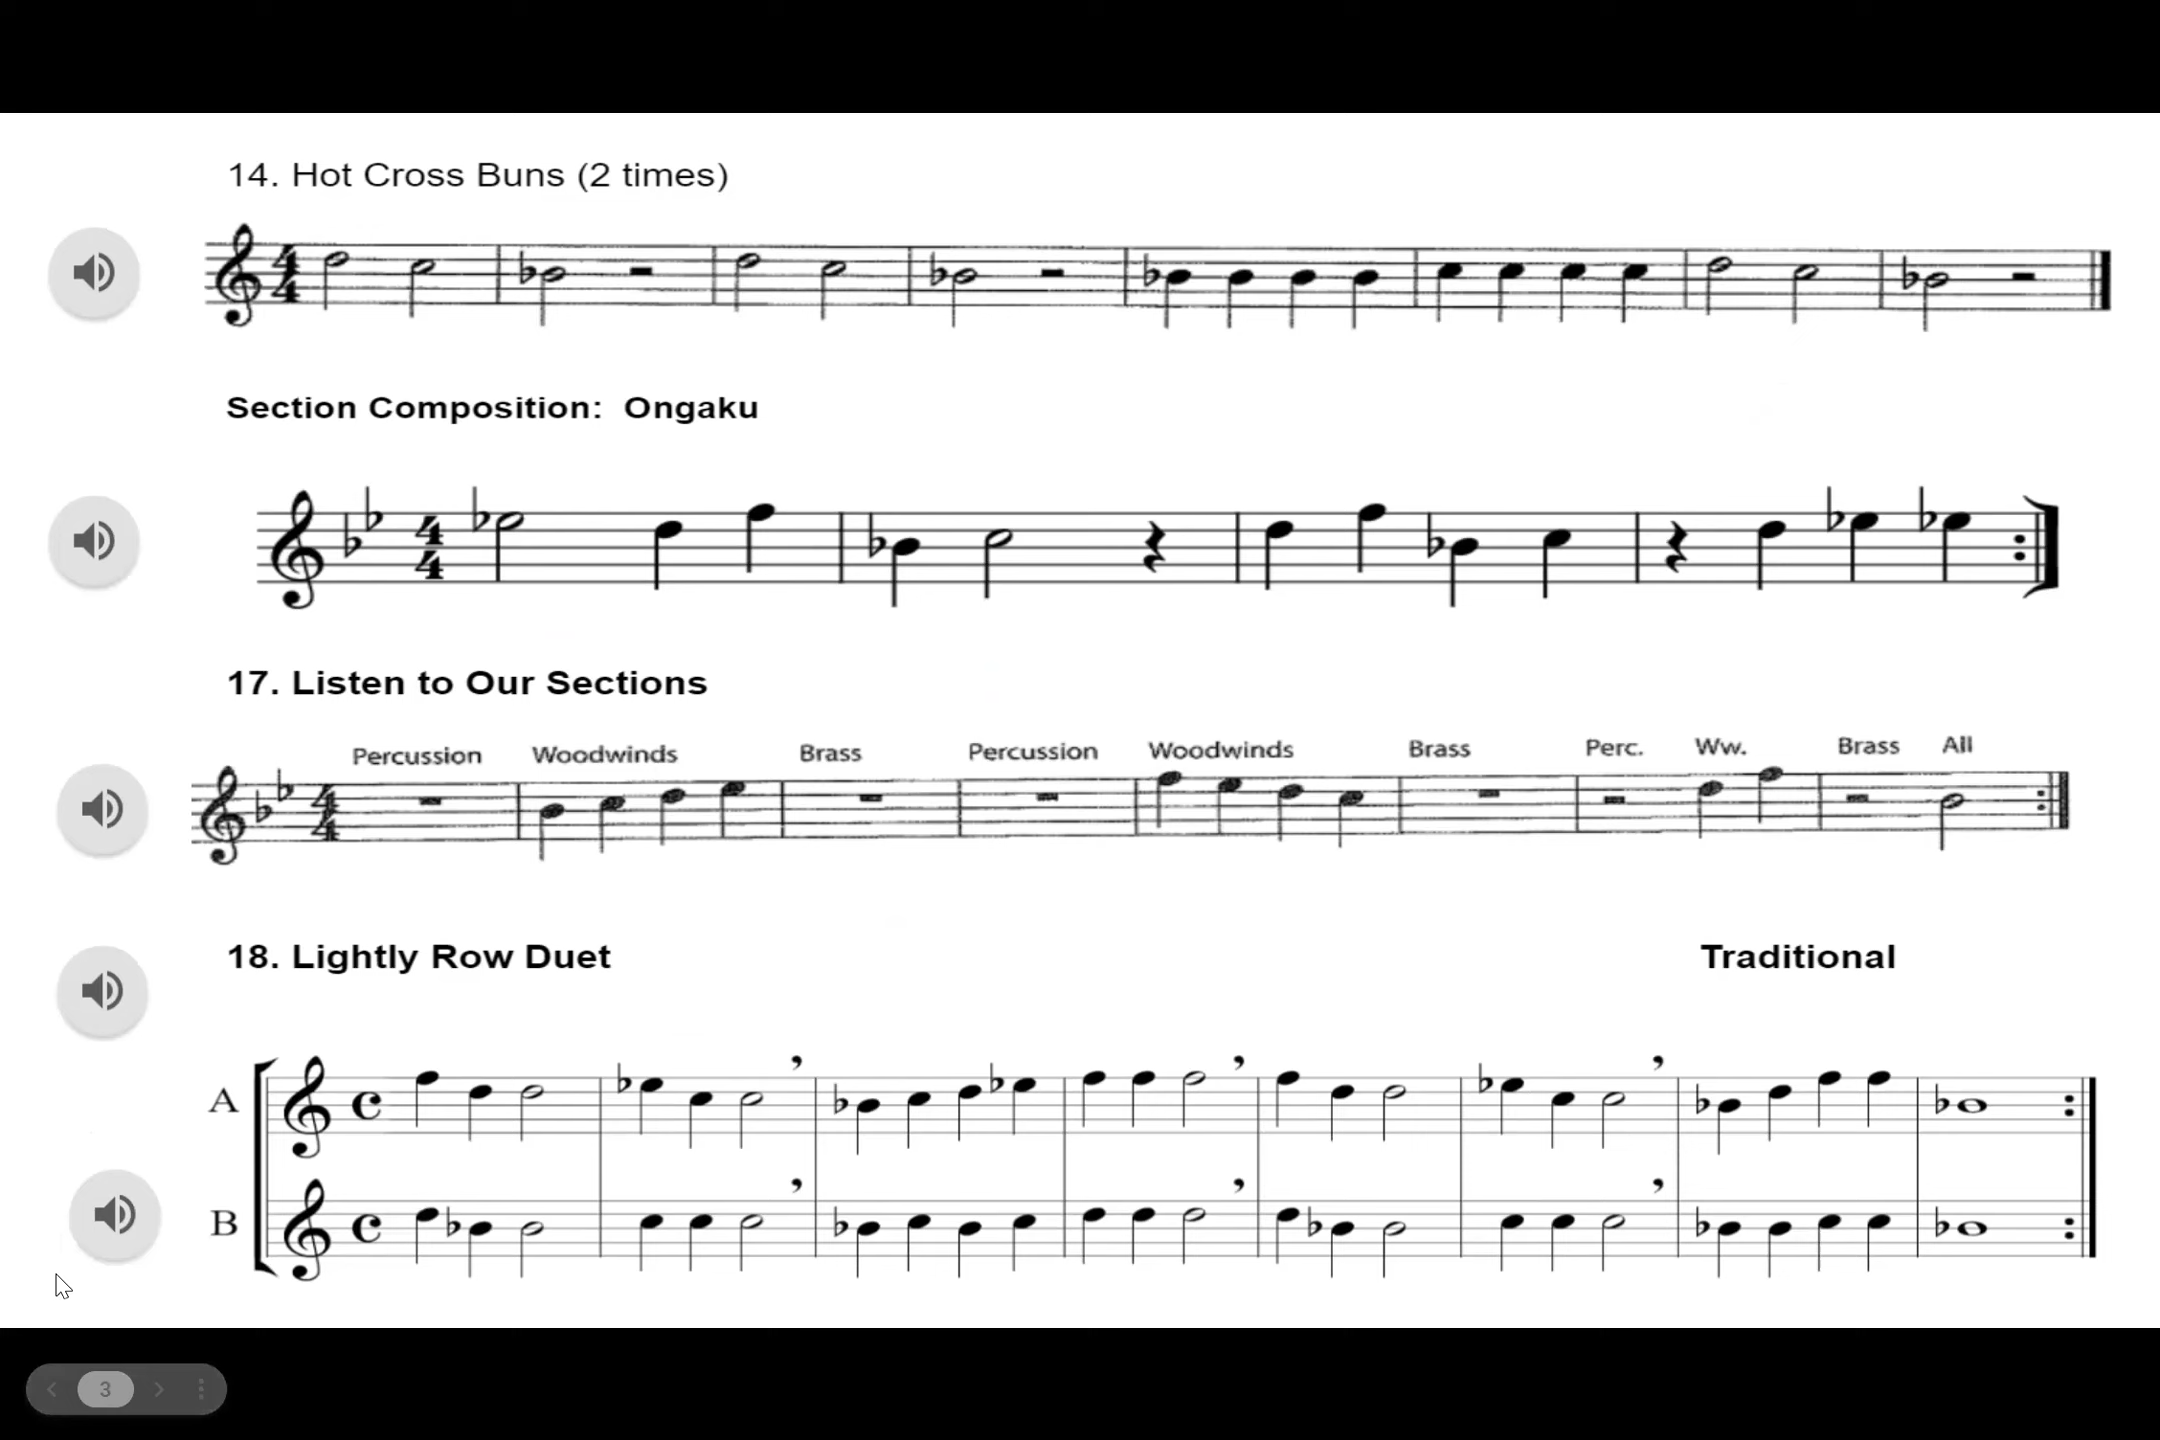 14. Hot Cross Buns (2 times)
Section Composition: Ongaku
17. Listen to Our Sections
Percussion Woodwinds Brass Percussion Woodwinds Brass Perc. Ww. Brass All
18. Lightly Row Duet Traditional
A
B
3